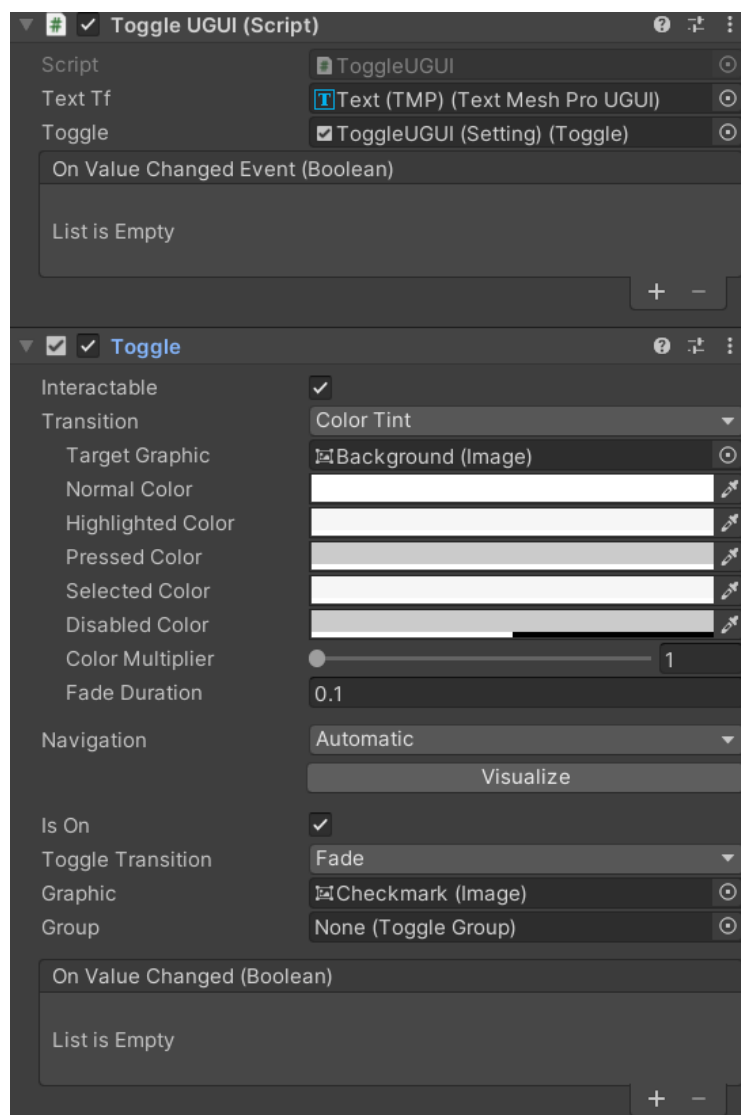 Toggle UGUI (Script)
Script ToggleUGUI
Text Tf Text (TMP) (Text Mesh Pro UGUI)
Toggle ToggleUGUI (Setting) (Toggle)
On Value Changed Event (Boolean)
List is Empty
+ −
Toggle
Interactable
Transition Color Tint
Target Graphic Background (Image)
Normal Color
Highlighted Color
Pressed Color
Selected Color
Disabled Color
Color Multiplier 1
Fade Duration 0.1
Navigation Automatic
Visualize
Is On
Toggle Transition Fade
Graphic Checkmark (Image)
Group None (Toggle Group)
On Value Changed (Boolean)
List is Empty
+ −